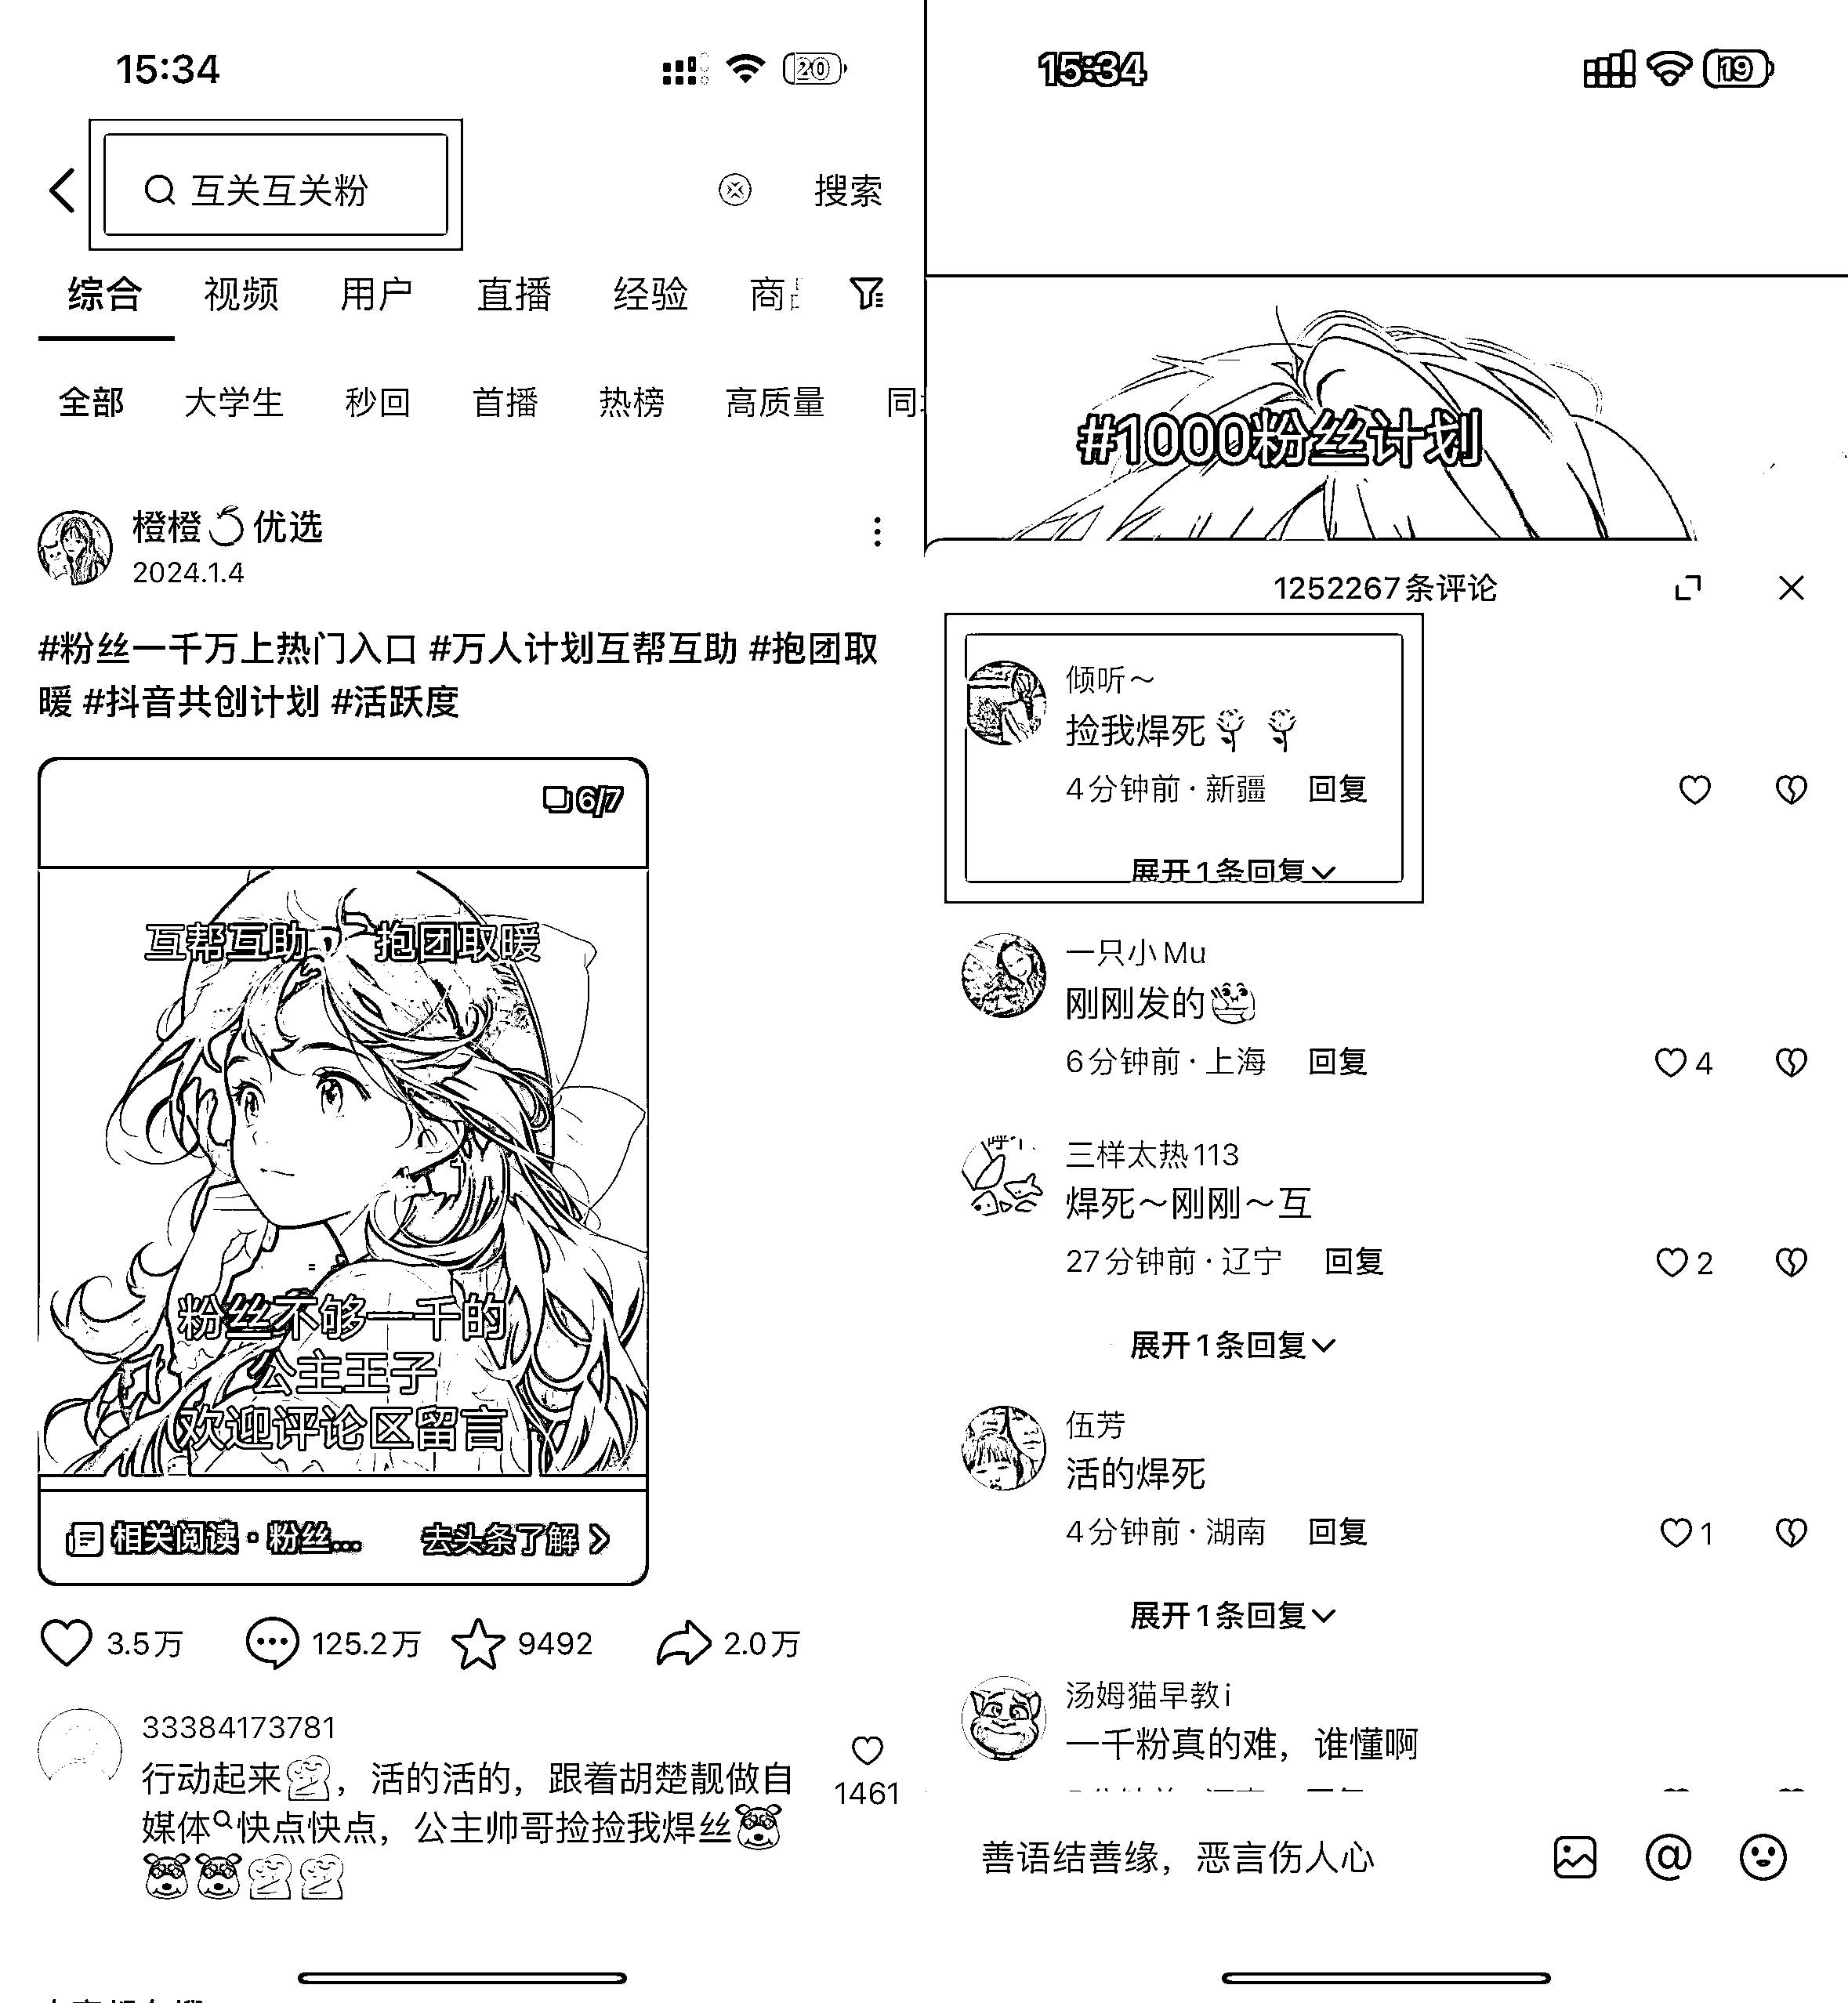 15:34
20
互关互关粉
搜索
综合 视频 用户 直播 经验 商
全部 大学生 秒回 首播 热榜 高质量 同
橙橙优选
2024.1.4
#粉丝一千万上热门入口 #万人计划互帮互助 #抱团取
暖 #抖音共创计划 #活跃度
6/7
互帮互助 抱团取暖
粉丝不够一千的
公主王子
欢迎评论区留言
相关阅读·粉丝... 去头条了解
3.5万 125.2万 9492 2.0万
33384173781
行动起来，活的活的，跟着胡楚靓做自
媒体快点快点，公主帅哥捡捡我焊丝
1461
15:34
19
#1000粉丝计划
1252267条评论
倾听～
捡我焊死🌹🌹
4分钟前·新疆 回复
展开1条回复
一只小Mu
刚刚发的
6分钟前·上海 回复
4
三样太热113
焊死～刚刚～互
27分钟前·辽宁 回复
2
展开1条回复
伍芳
活的焊死
4分钟前·湖南 回复
1
展开1条回复
汤姆猫早教i
一千粉真的难，谁懂啊
善语结善缘，恶言伤人心